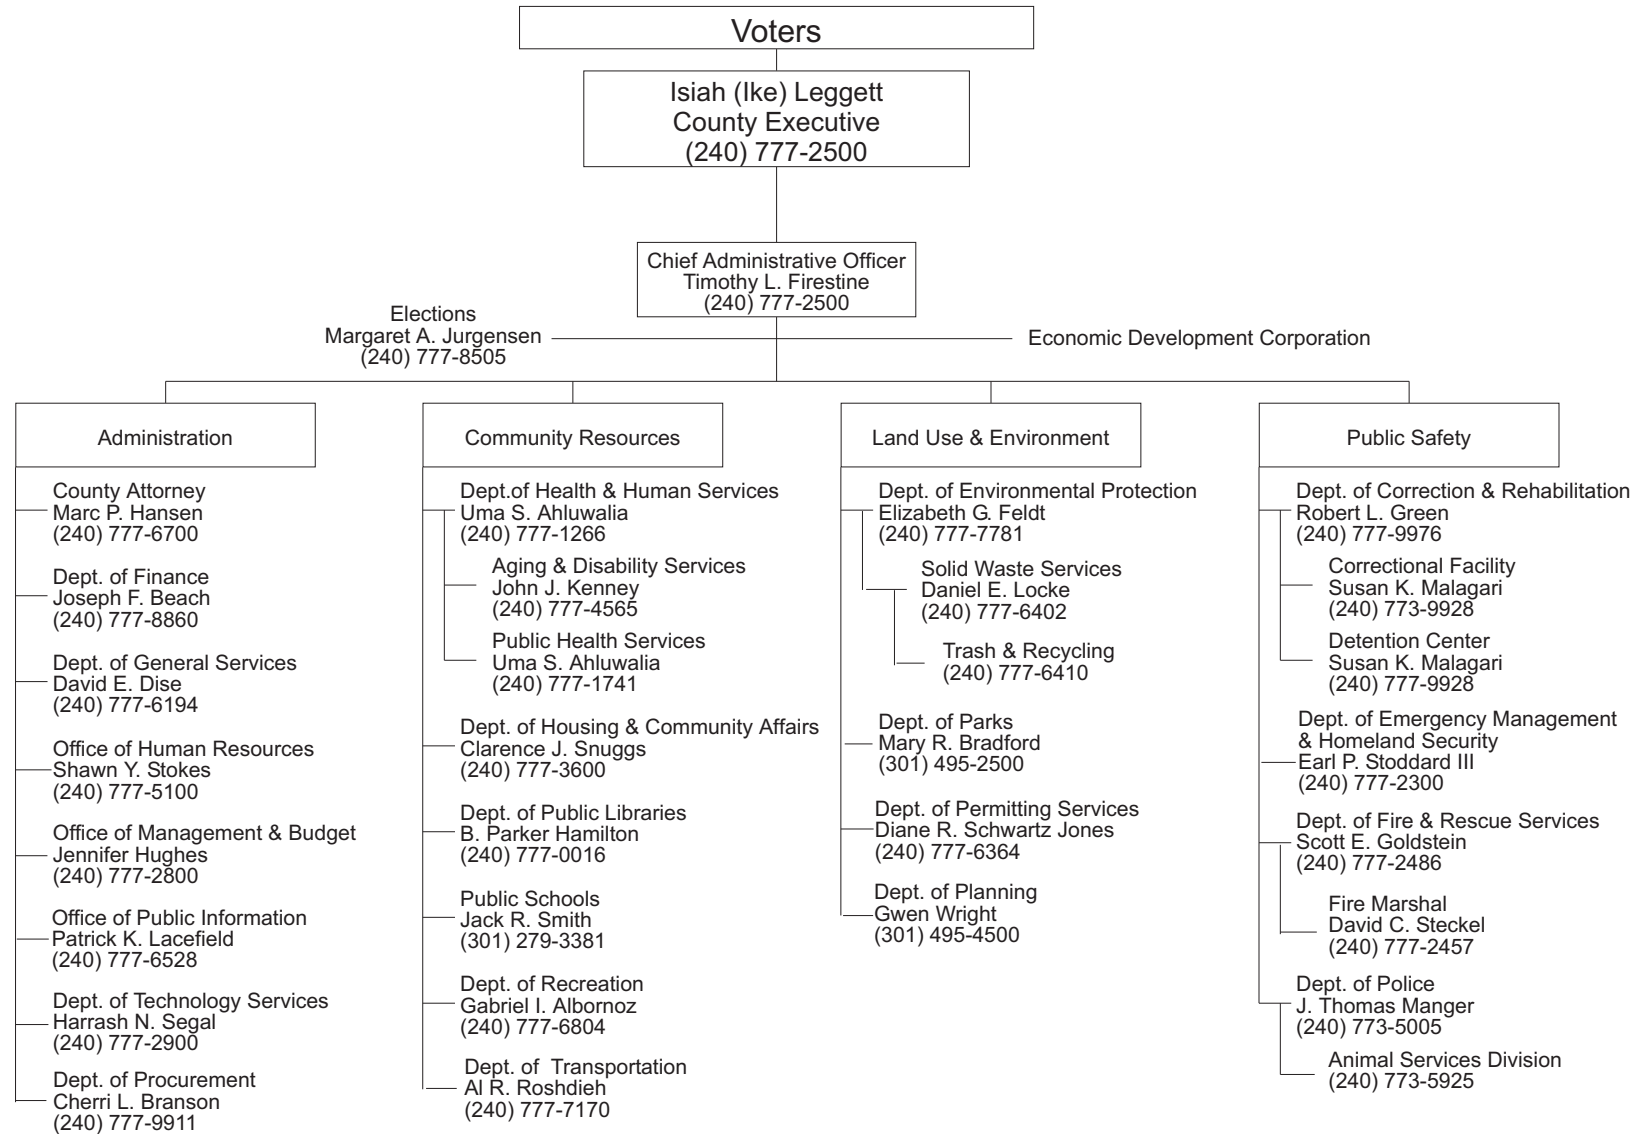 Voters
Isiah (Ike) Leggett
County Executive
(240) 777-2500
Chief Administrative Officer
Timothy L. Firestine
(240) 777-2500
Elections
Margaret A. Jurgensen
(240) 777-8505
Economic Development Corporation
Administration
County Attorney
Marc P. Hansen
(240) 777-6700
Dept. of Finance
Joseph F. Beach
(240) 777-8860
Dept. of General Services
David E. Dise
(240) 777-6194
Office of Human Resources
Shawn Y. Stokes
(240) 777-5100
Office of Management & Budget
Jennifer Hughes
(240) 777-2800
Office of Public Information
Patrick K. Lacefield
(240) 777-6528
Dept. of Technology Services
Harrash N. Segal
(240) 777-2900
Dept. of Procurement
Cherri L. Branson
(240) 777-9911
Community Resources
Dept.of Health & Human Services
Uma S. Ahluwalia
(240) 777-1266
Aging & Disability Services
John J. Kenney
(240) 777-4565
Public Health Services
Uma S. Ahluwalia
(240) 777-1741
Dept. of Housing & Community Affairs
Clarence J. Snuggs
(240) 777-3600
Dept. of Public Libraries
B. Parker Hamilton
(240) 777-0016
Public Schools
Jack R. Smith
(301) 279-3381
Dept. of Recreation
Gabriel I. Albornoz
(240) 777-6804
Dept. of  Transportation
Al R. Roshdieh
(240) 777-7170
Land Use & Environment
Dept. of Environmental Protection
Elizabeth G. Feldt
(240) 777-7781
Solid Waste Services
Daniel E. Locke
(240) 777-6402
Trash & Recycling
(240) 777-6410
Dept. of Parks
Mary R. Bradford
(301) 495-2500
Dept. of Permitting Services
Diane R. Schwartz Jones
(240) 777-6364
Dept. of Planning
Gwen Wright
(301) 495-4500
Public Safety
Dept. of Correction & Rehabilitation
Robert L. Green
(240) 777-9976
Correctional Facility
Susan K. Malagari
(240) 773-9928
Detention Center
Susan K. Malagari
(240) 777-9928
Dept. of Emergency Management
& Homeland Security
Earl P. Stoddard III
(240) 777-2300
Dept. of Fire & Rescue Services
Scott E. Goldstein
(240) 777-2486
Fire Marshal
David C. Steckel
(240) 777-2457
Dept. of Police
J. Thomas Manger
(240) 773-5005
Animal Services Division
(240) 773-5925